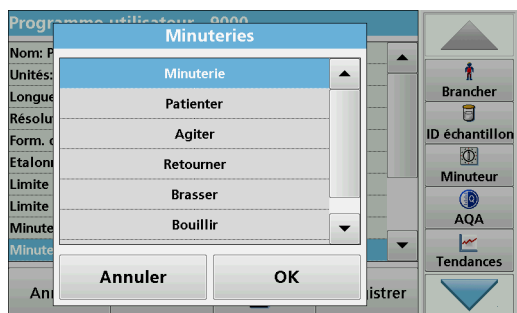 Programme utilisateur 9000
Minuteries
Minuterie
Patienter
Agiter
Retourner
Brasser
Bouillir
Annuler
OK
Nom: P
Unités:
Longue
Résolu
Form. c
Etalonn
Limite
Limite
Minute
Minute
Ann
istrer
Brancher
ID échantillon
Minuteur
AQA
Tendances